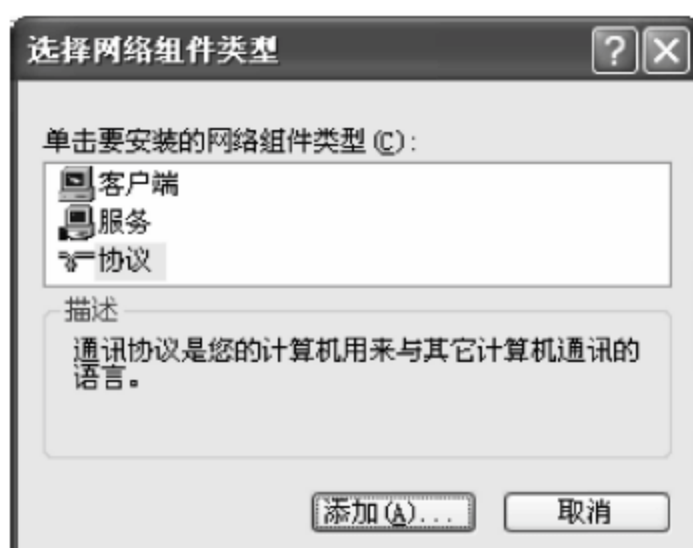 选择网络组件类型
单击要安装的网络组件类型(C):
客户端
服务
协议
描述
通讯协议是您的计算机用来与其它计算机通讯的
语言。
添加(A)... 取消